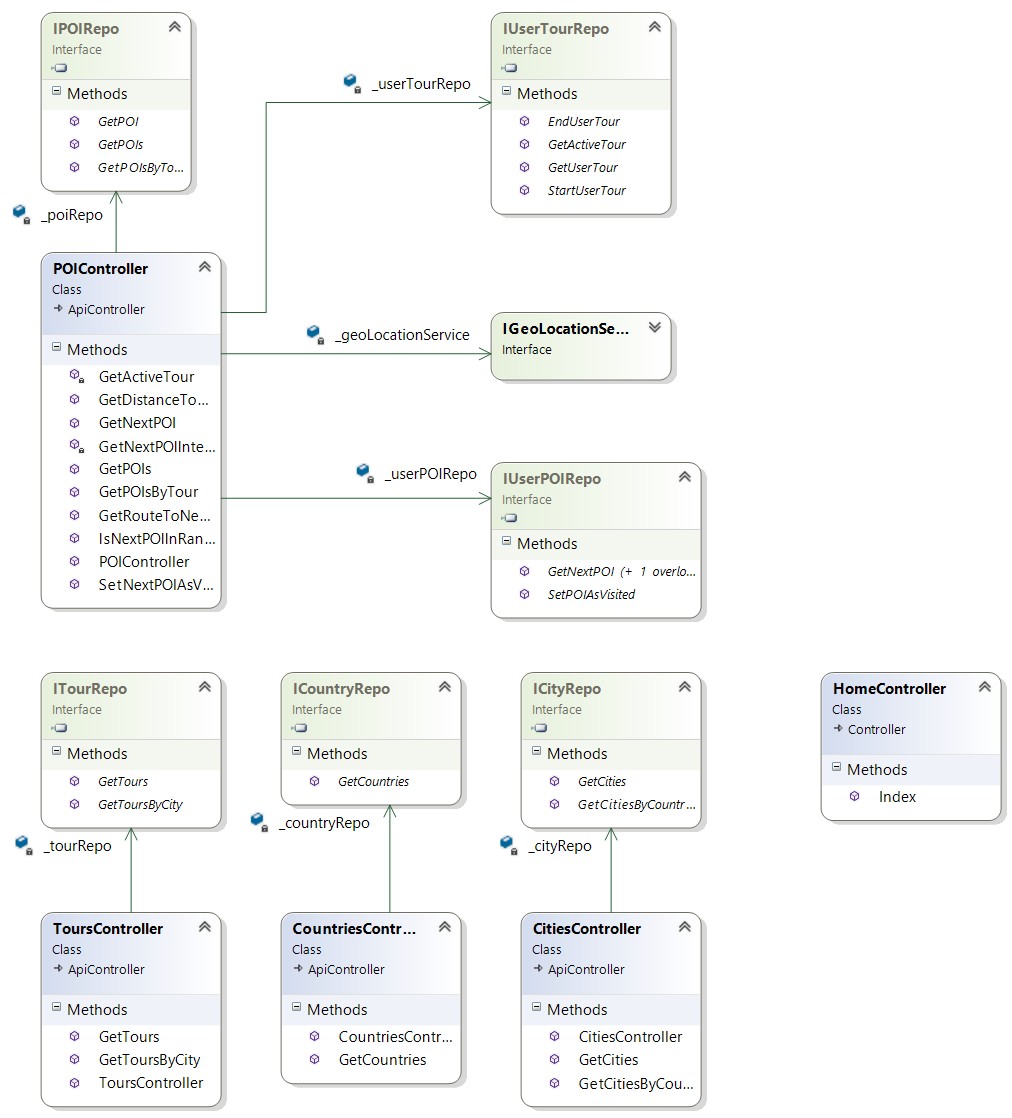 IPOIRepo
Interface
Methods
GetPOI
GetPOIs
GetPOIsByTo...
_userTourRepo
IUserTourRepo
Interface
Methods
EndUserTour
GetActiveTour
GetUserTour
StartUserTour
_poiRepo
POIController
Class
ApiController
Methods
GetActiveTour
GetDistanceTo...
GetNextPOI
GetNextPOIInte...
GetPOIs
GetPOIsByTour
GetRouteToNe...
IsNextPOIInRan...
POIController
SetNextPOIAsV...
_geoLocationService
IGeoLocationSe...
Interface
_userPOIRepo
IUserPOIRepo
Interface
Methods
GetNextPOI (+ 1 overlo...
SetPOIAsVisited
ITourRepo
Interface
Methods
GetTours
GetToursByCity
ICountryRepo
Interface
Methods
GetCountries
ICityRepo
Interface
Methods
GetCities
GetCitiesByCountr...
HomeController
Class
Controller
Methods
Index
_tourRepo
_countryRepo
_cityRepo
ToursController
Class
ApiController
Methods
GetTours
GetToursByCity
ToursController
CountriesContr...
Class
ApiController
Methods
CountriesContr...
GetCountries
CitiesController
Class
ApiController
Methods
CitiesController
GetCities
GetCitiesByCou...